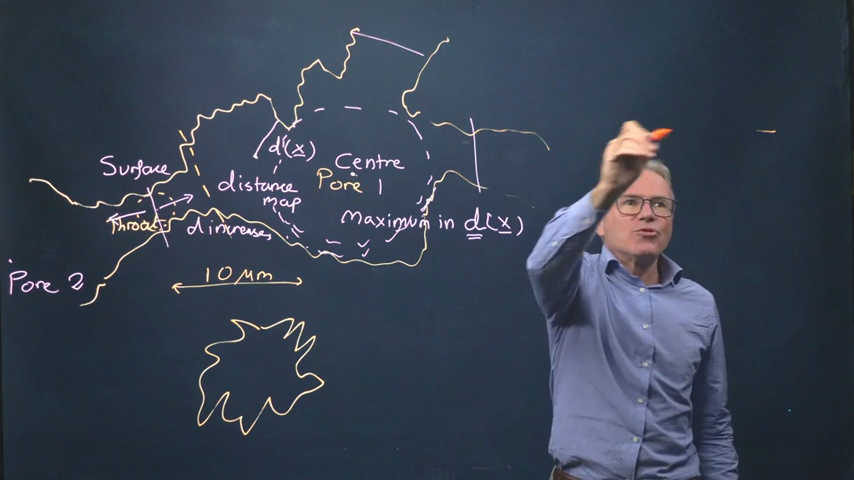 d(x)
Surface
Centre
distance
map
Pore 1
maximum in d(x)
Throat
d increases
10 μm
Pore 2